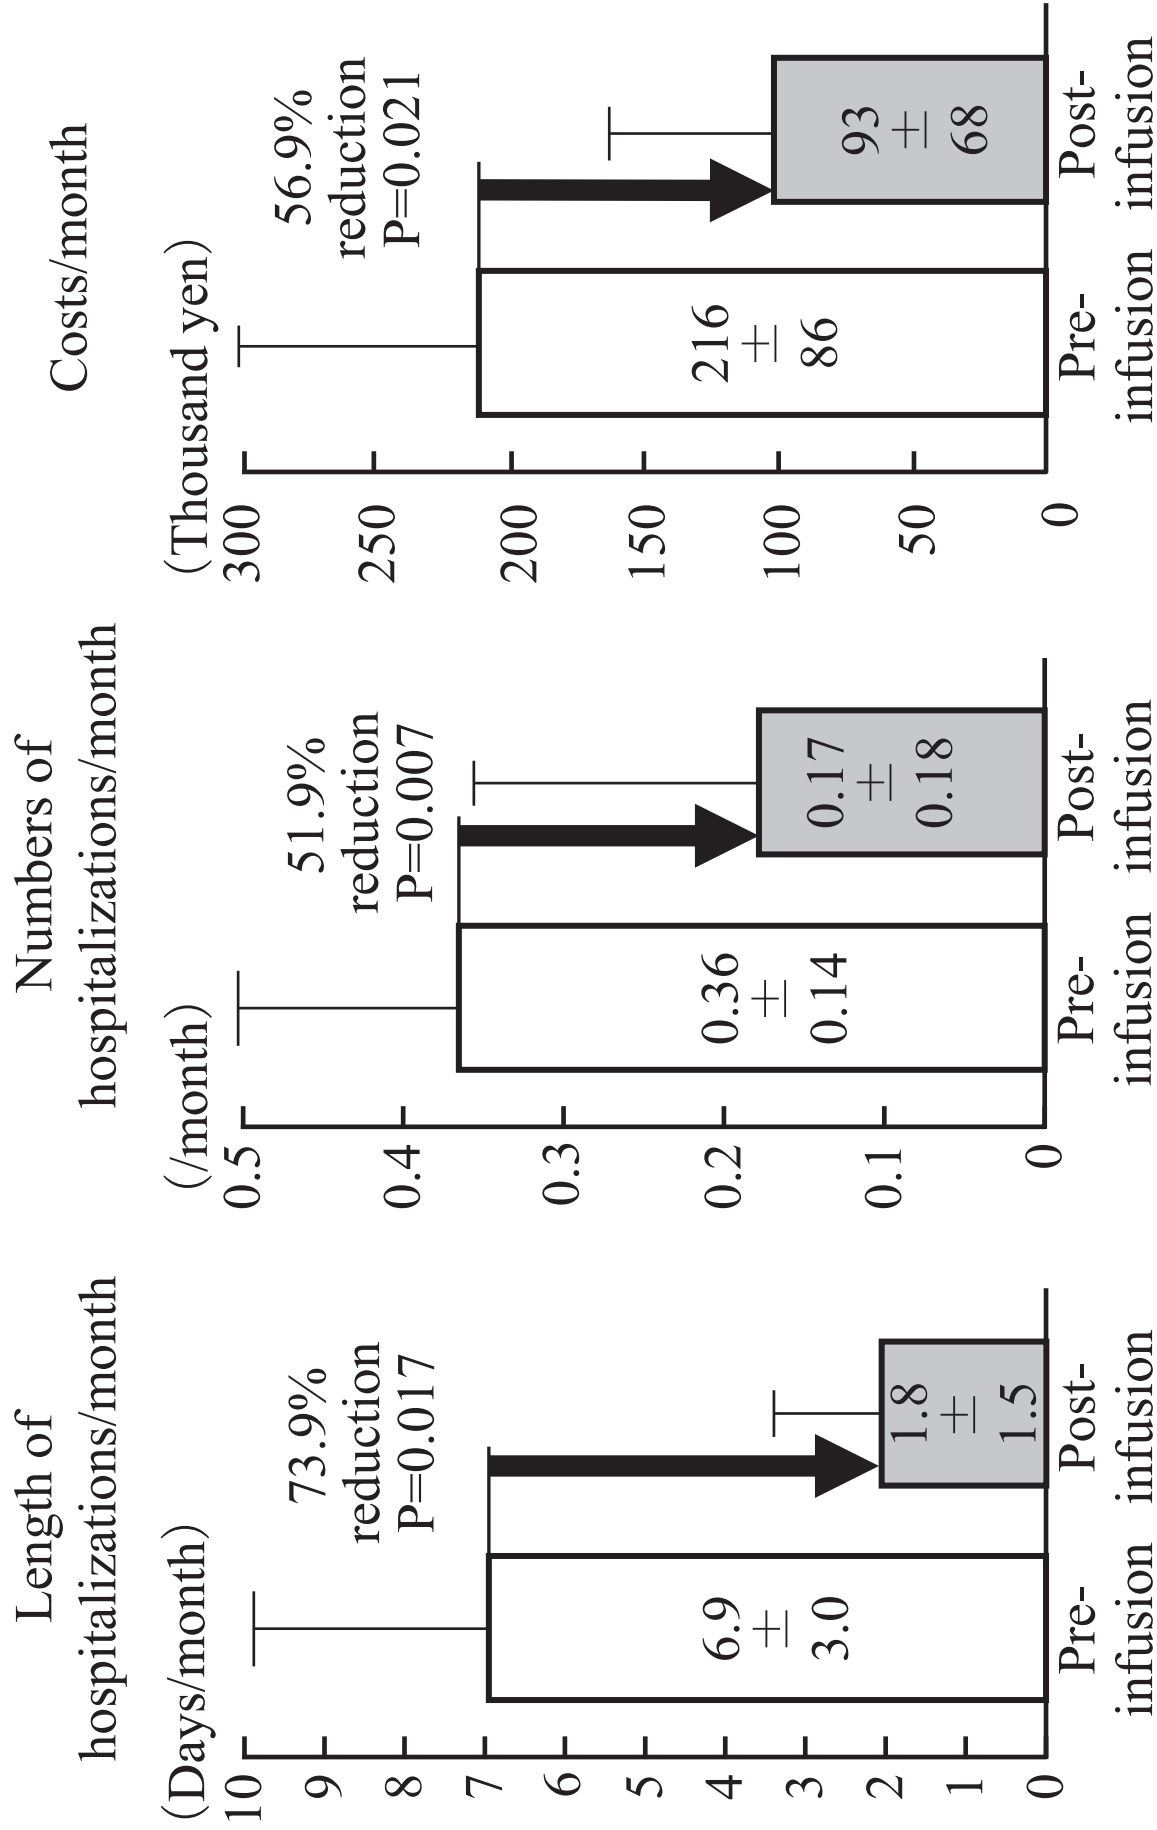 Length of
hospitalizations/month
(Days/month)
10
9
8
7
6
5
4
3
2
1
0
73.9%
reduction
P=0.017
6.9
±
3.0
1.8
±
1.5
Pre-
infusion
Post-
infusion
Numbers of
hospitalizations/month
(/month)
0.5
0.4
0.3
0.2
0.1
0
51.9%
reduction
P=0.007
0.36
±
0.14
0.17
±
0.18
Pre-
infusion
Post-
infusion
Costs/month
(Thousand yen)
300
250
200
150
100
50
0
56.9%
reduction
P=0.021
216
±
86
93
±
68
Pre-
infusion
Post-
infusion